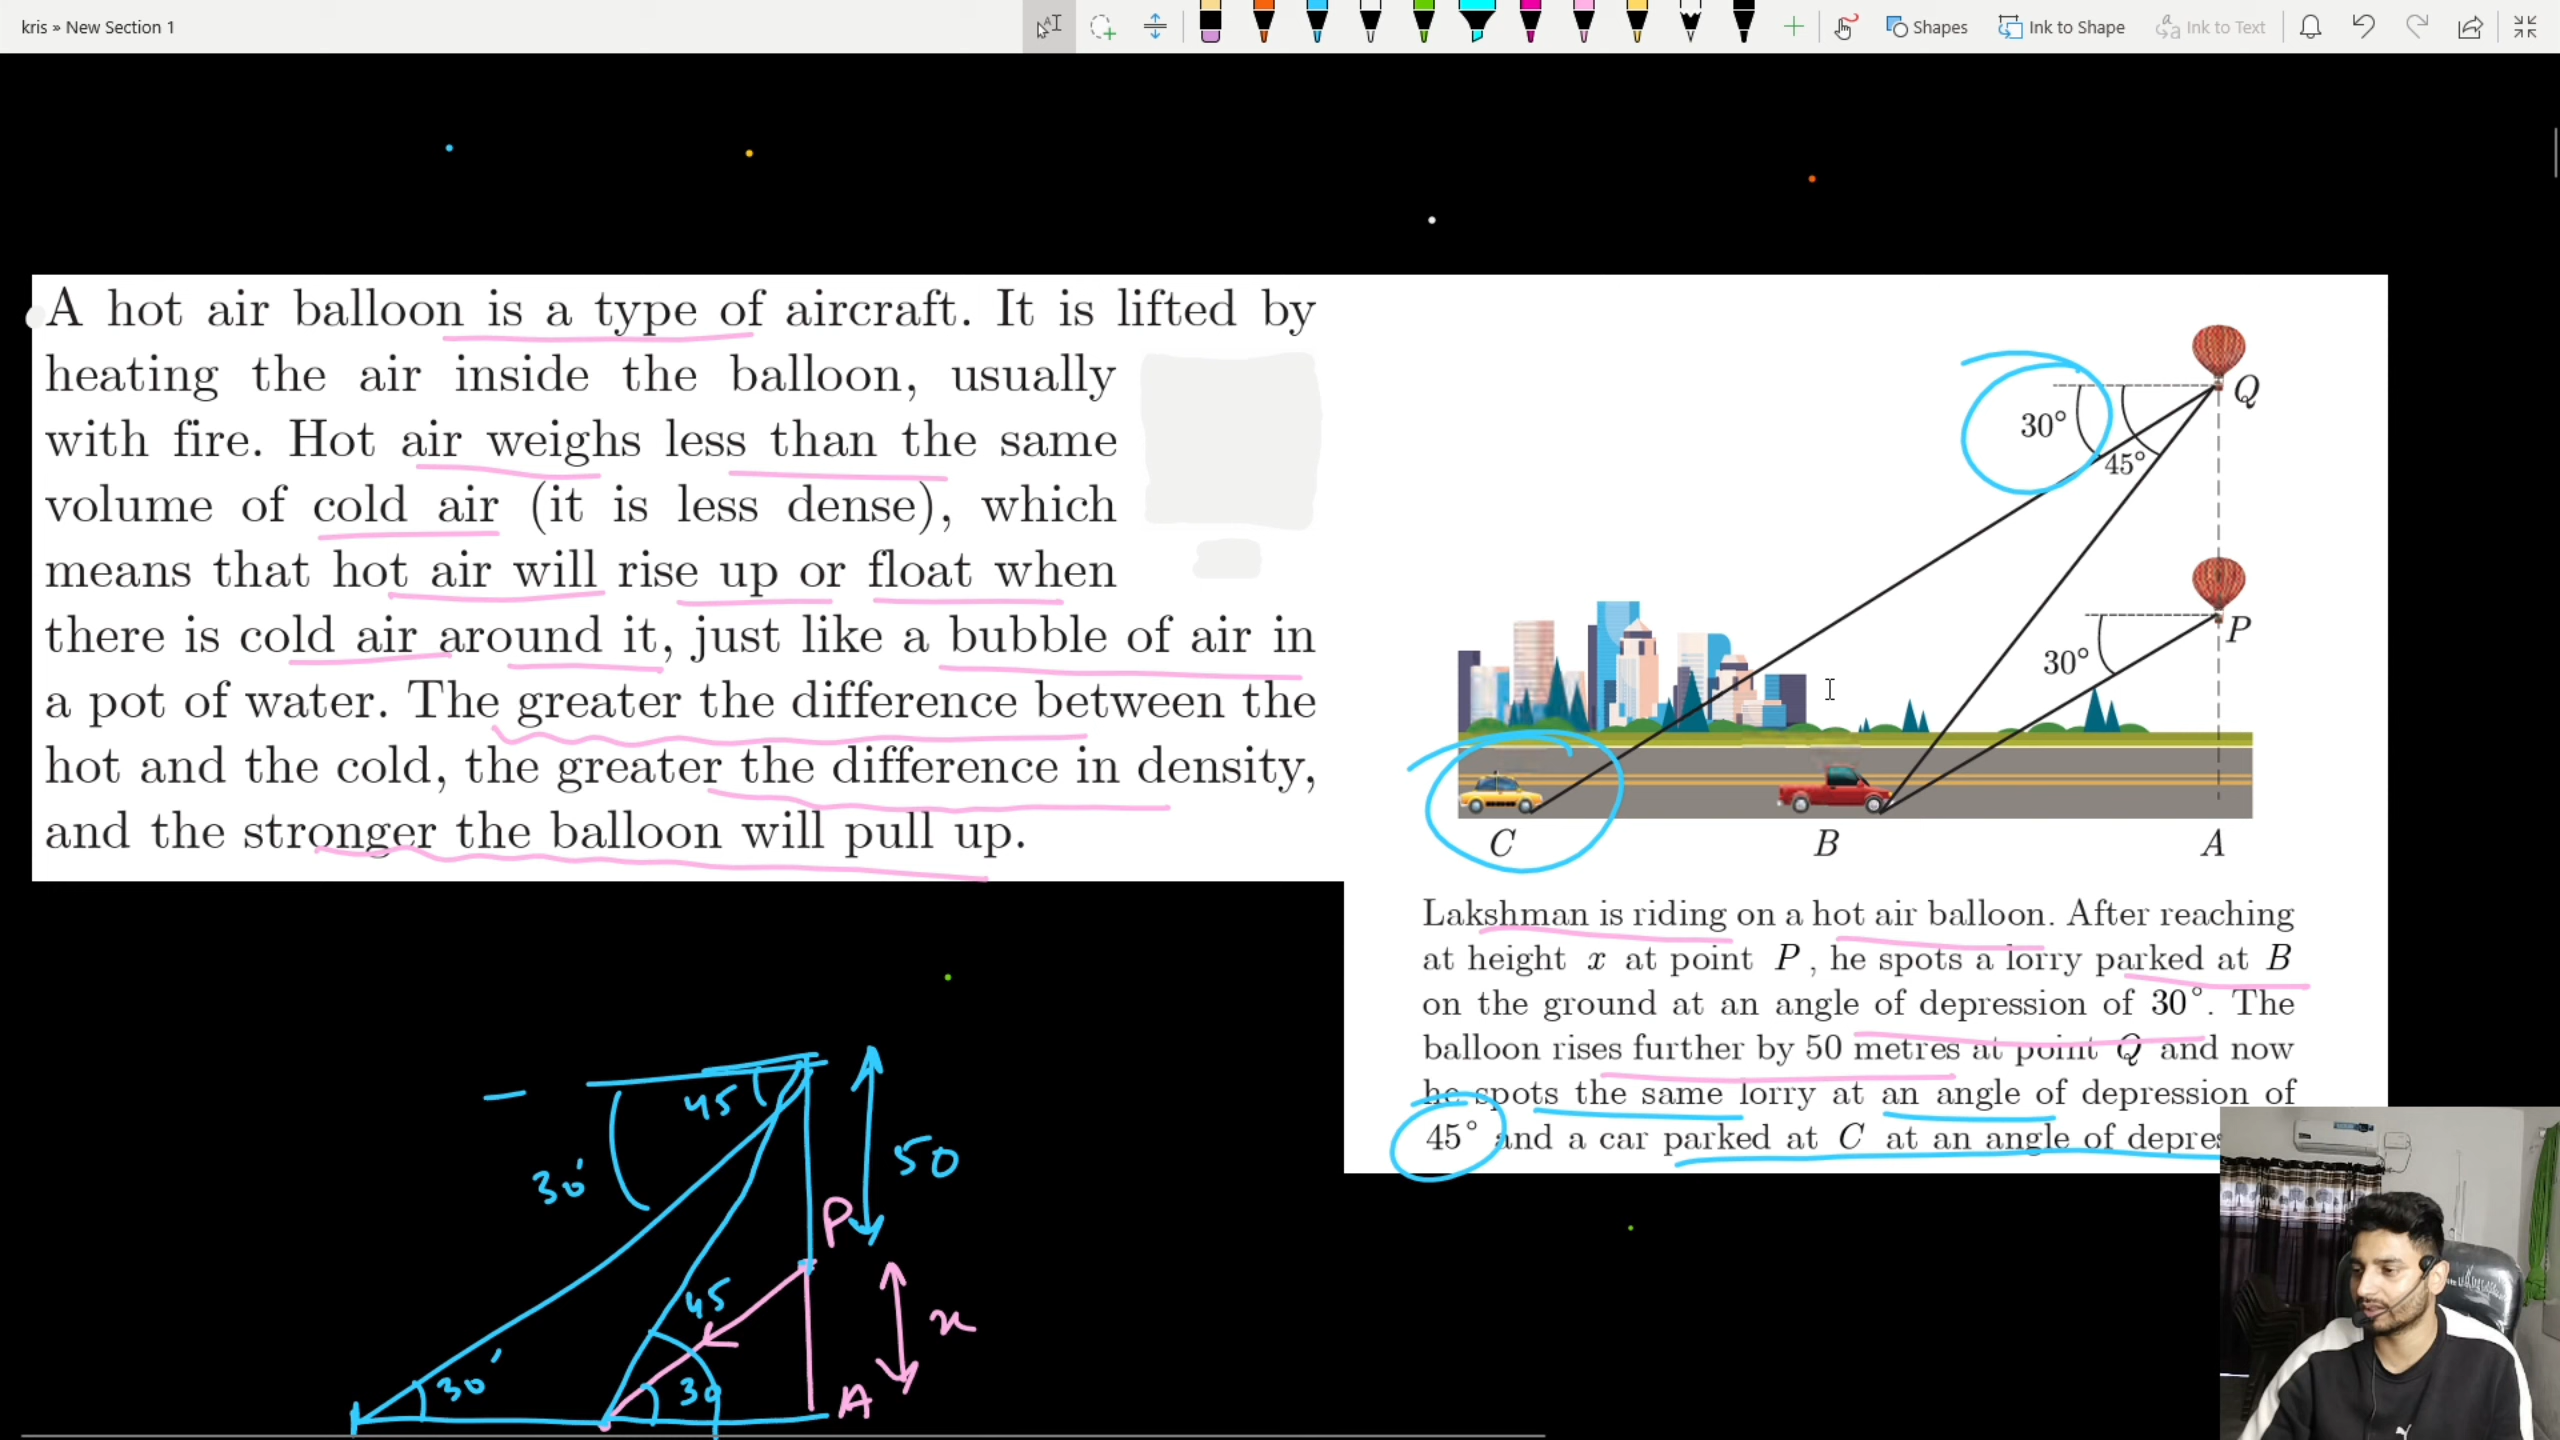 kris » New Section 1
Shapes
Ink to Shape
Ink to Text
A hot air balloon is a type of aircraft. It is lifted by
heating the air inside the balloon, usually
with fire. Hot air weighs less than the same
volume of cold air (it is less dense), which
means that hot air will rise up or float when
there is cold air around it, just like a bubble of air in
a pot of water. The greater the difference between the
hot and the cold, the greater the difference in density,
and the stronger the balloon will pull up.
Q
30°
45°
P
30°
C
B
A
Lakshman is riding on a hot air balloon. After reaching
at height x at point P, he spots a lorry parked at B
on the ground at an angle of depression of 30°. The
balloon rises further by 50 metres at point Q and now
he spots the same lorry at an angle of depression of
45° and a car parked at C at an angle of
45
30
50
P
45
x
30
30
A